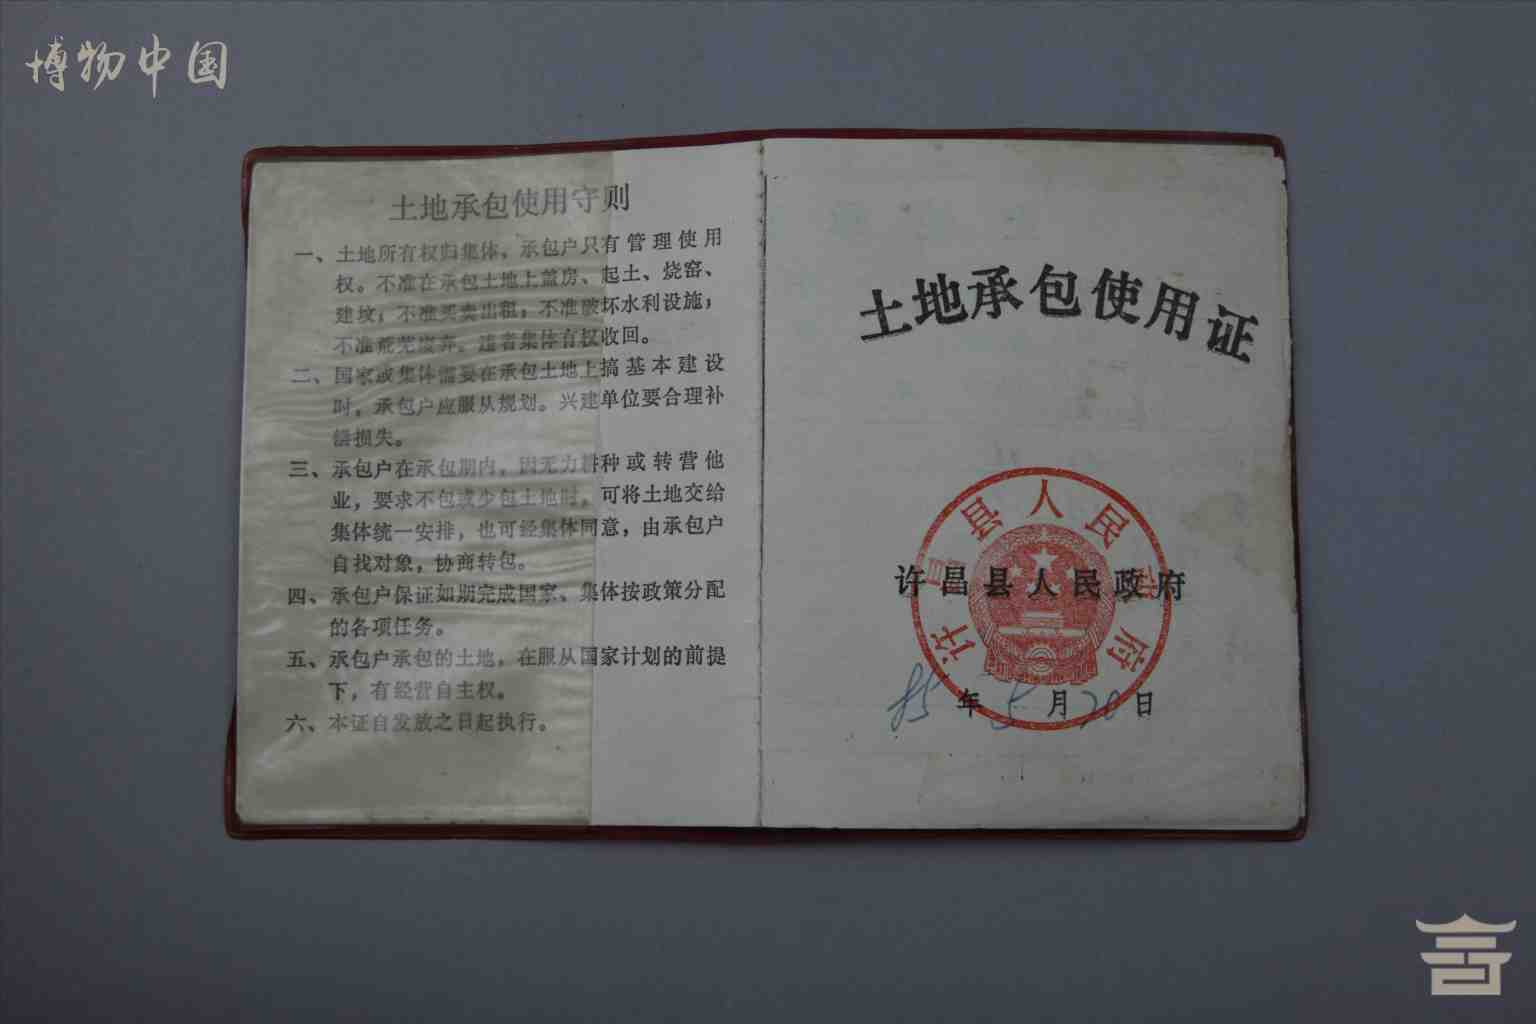 博物中国
土地承包使用守则
一、土地所有权归集体，承包户只有管理使用
权。不准在承包土地上盖房、起土、烧窑、
建坟；不准买卖出租；不准破坏水利设施；
不准荒芜废弃。违者集体有权收回。
二、国家或集体需要在承包土地上搞基本建设
时，承包户应服从规划。兴建单位要合理补
偿损失。
三、承包户在承包期内，因无力耕种或转营他
业，要求不包或少包土地时，可将土地交给
集体统一安排，也可经集体同意，由承包户
自找对象，协商转包。
四、承包户保证如期完成国家、集体按政策分配
的各项任务。
五、承包户承包的土地，在服从国家计划的前提
下，有经营自主权。
六、本证自发放之日起执行。
土地承包使用证
许昌县人民政府
许昌县人民政府
85年5月20日